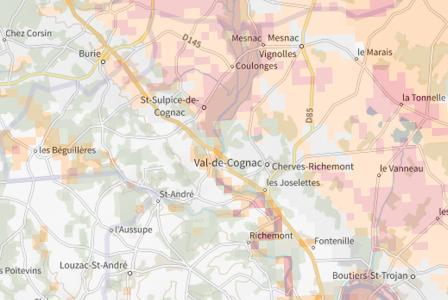 Chez Corsin
D145
Mesnac
Mesnac
Burie
Vignolles
le Marais
Coulonges
St-Sulpice-de-
Cognac
la Tonnelle
D85
les Béguillères
Val-de-Cognac
Cherves-Richemont
le Vanneau
les Joselettes
St-André
l'Aussupe
Richemont
Fontenille
s Poitevins
Louzac-St-André
Boutiers-St-Trojan
les